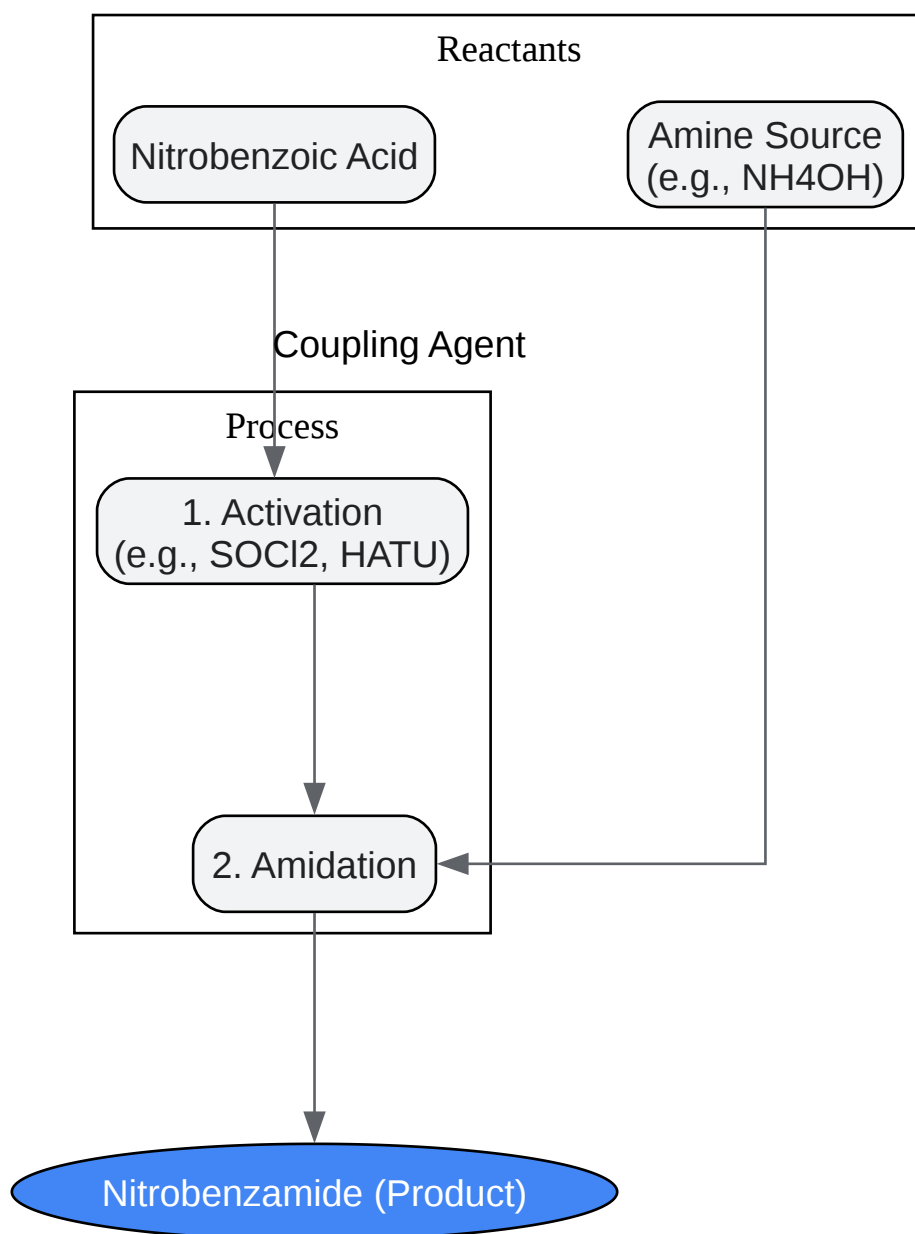 Reactants
Nitrobenzoic Acid
Amine Source
(e.g., NH4OH)
Coupling Agent
Process
1. Activation
(e.g., SOCl2, HATU)
2. Amidation
Nitrobenzamide (Product)